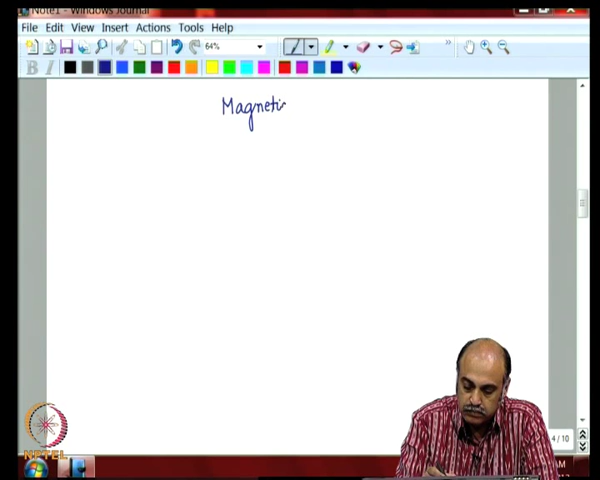 Note1 - Windows Journal
File Edit View Insert Actions Tools Help
64%
B I
Magneti
4 / 10
NPTEL